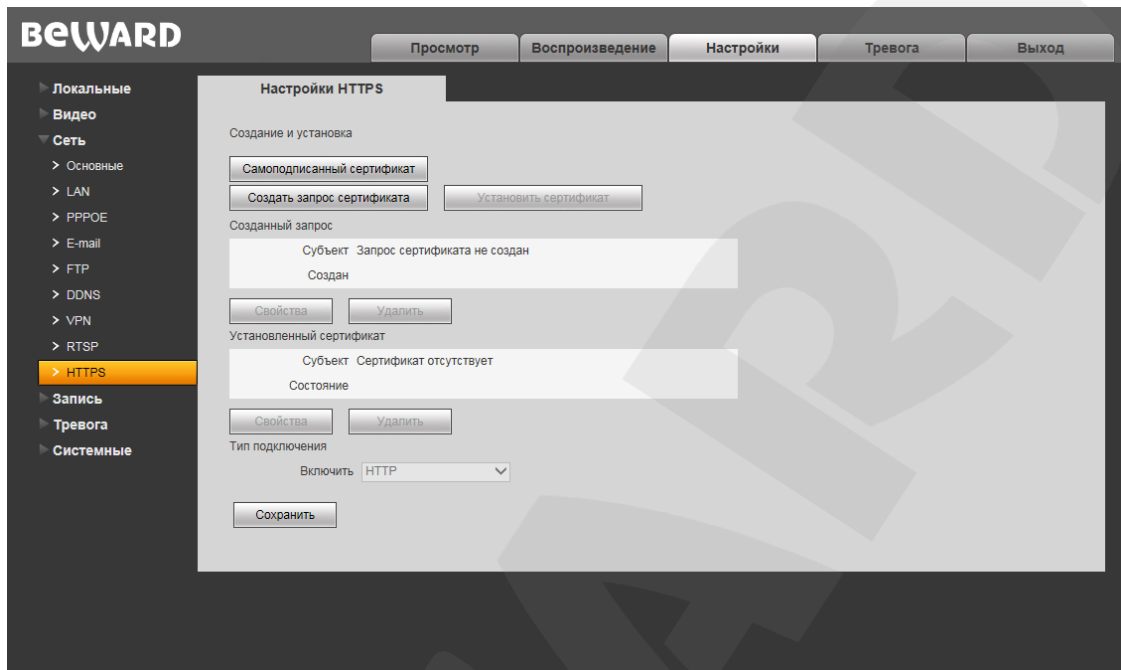 BEWARD
Просмотр
Воспроизведение
Настройки
Тревога
Выход
Локальные
Видео
Сеть
> Основные
> LAN
> PPPOE
> E-mail
> FTP
> DDNS
> VPN
> RTSP
> HTTPS
Запись
Тревога
Системные
Настройки HTTPS
Создание и установка
Самоподписанный сертификат
Создать запрос сертификата Установить сертификат
Созданный запрос
Субъект Запрос сертификата не создан
Создан
Свойства Удалить
Установленный сертификат
Субъект Сертификат отсутствует
Состояние
Свойства Удалить
Тип подключения
Включить HTTP
Сохранить